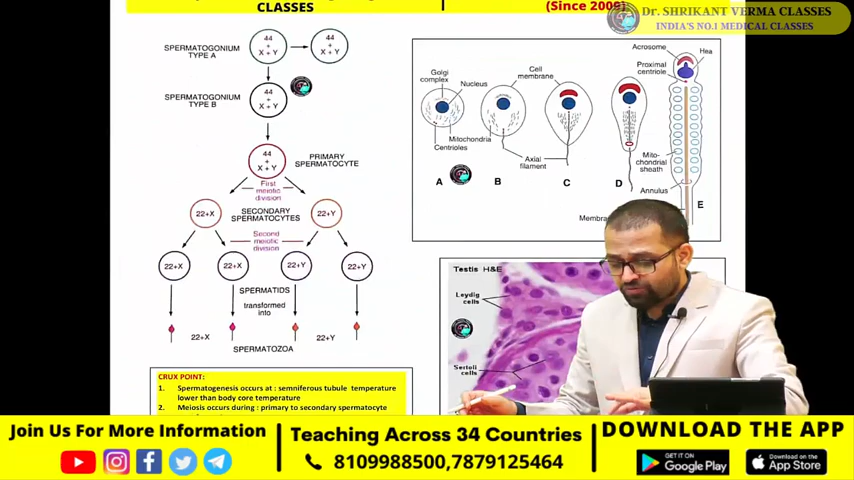 CLASSES
(Since 2009)
Dr. SHRIKANT VERMA CLASSES
INDIA'S NO.1 MEDICAL CLASSES
SPERMATOGONIUM
TYPE A
44
+
X + Y
44
+
X + Y
SPERMATOGONIUM
TYPE B
44
+
X + Y
44
+
X + Y
PRIMARY
SPERMATOCYTE
First
meiotic
division
22+X
SECONDARY
SPERMATOCYTES
22+Y
Second
meiotic
division
22+X
22+X
22+Y
22+Y
SPERMATIDS
transformed
into
22+X
22+Y
SPERMATOZOA
CRUX POINT:
1. Spermatogenesis occurs at : semniferous tubule temperature
lower than body core temperature
2. Meiosis occurs during : primary to secondary spermatocyte
Golgi
complex
Nucleus
Cell
membrane
Mitochondria
Centrioles
Axial
filament
A
B
C
D
E
Acrosome
Hea
Proximal
centriole
Mito-
chondrial
sheath
Annulus
Membran
Testis H&E
Leydig
cells
Serioli
cells
Join Us For More Information
Teaching Across 34 Countries
8109988500,7879125464
DOWNLOAD THE APP
GET IT ON
Google Play
Download on the
App Store